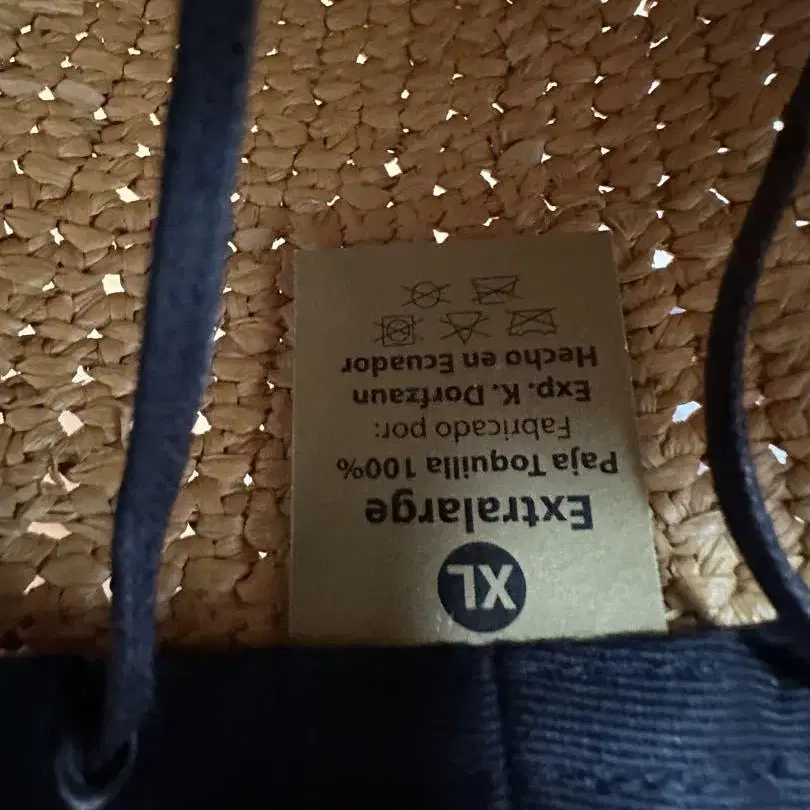 XL
Extralarge
Paja Toquilla 100%
Fabricado por:
Exp. K. Dorfzaun
Hecho en Ecuador